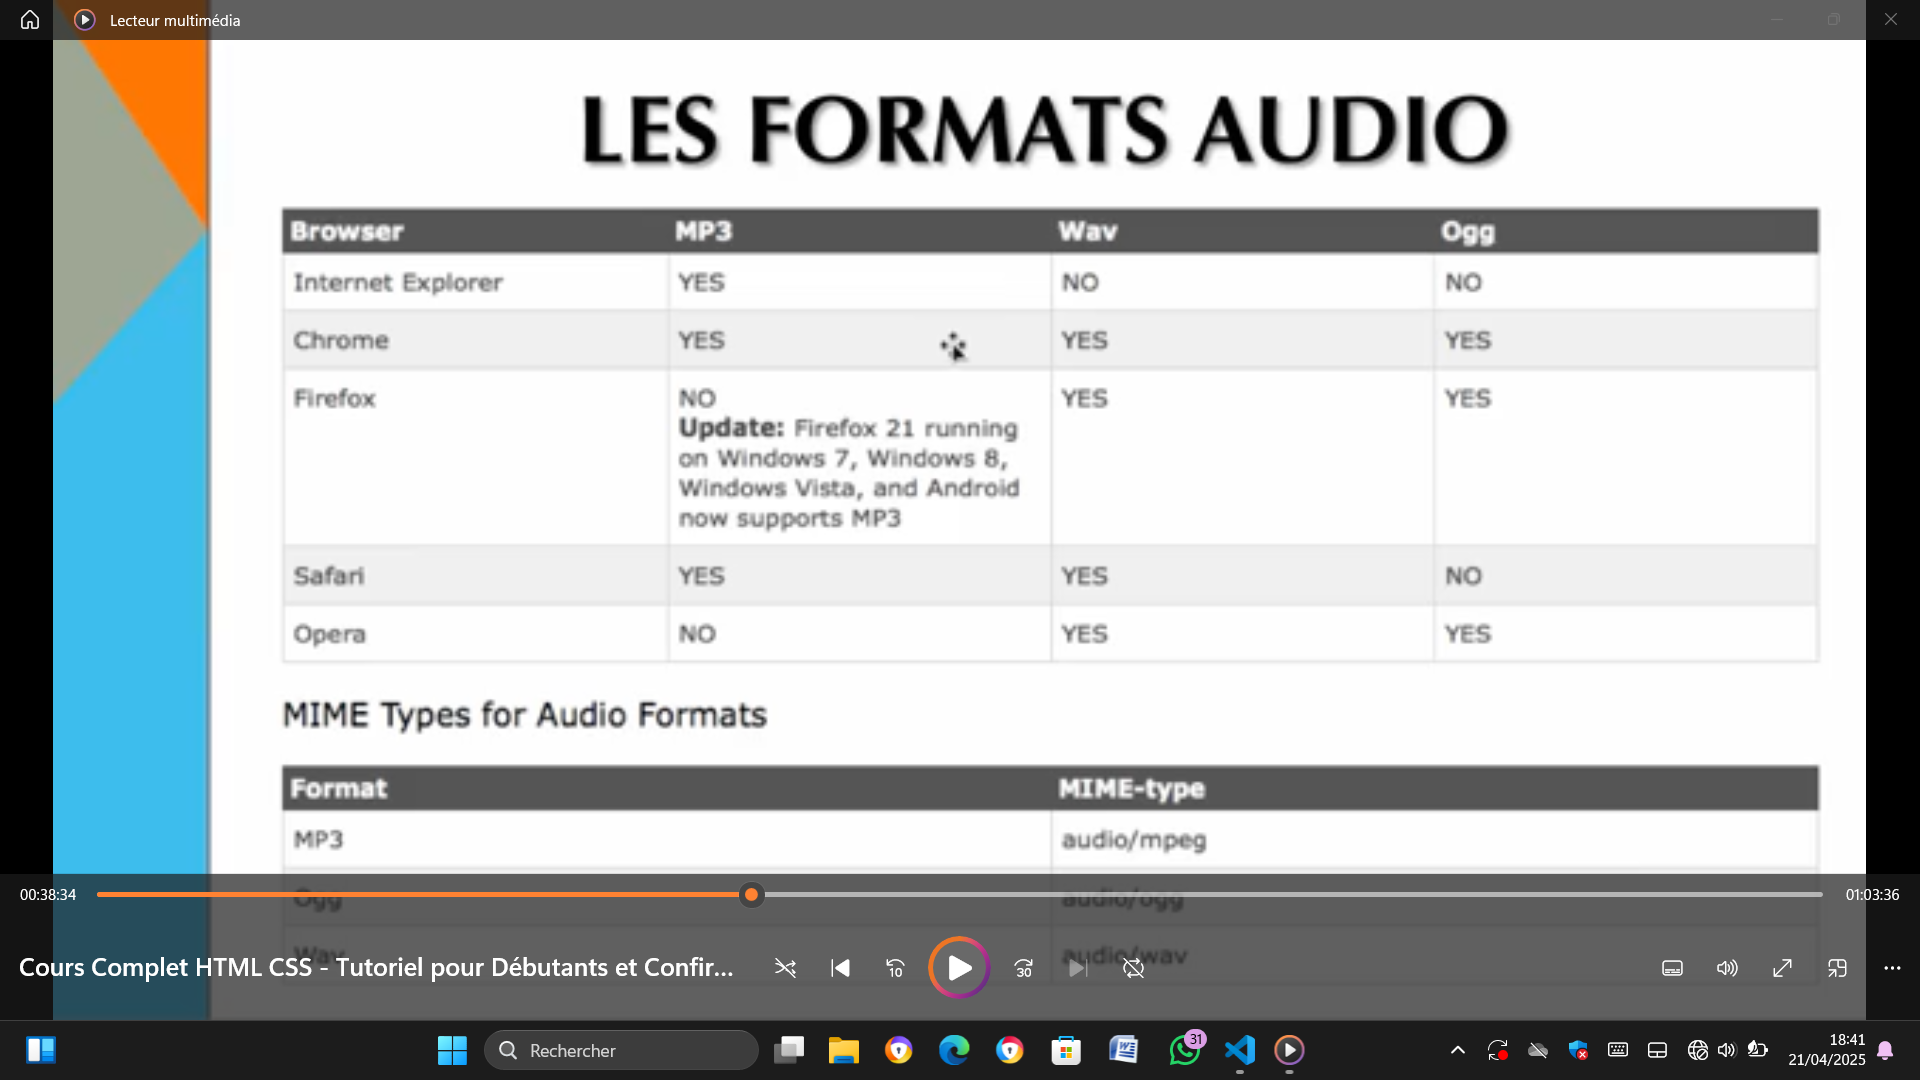 Lecteur multimédia
LES FORMATS AUDIO
Browser MP3 Wav Ogg
Internet Explorer YES NO NO
Chrome YES YES YES
Firefox NO YES YES
Update: Firefox 21 running
on Windows 7, Windows 8,
Windows Vista, and Android
now supports MP3
Safari YES YES NO
Opera NO YES YES
MIME Types for Audio Formats
Format MIME-type
MP3 audio/mpeg
00:38:34 01:03:36
Ogg audio/ogg
Wav audio/wav
Cours Complet HTML CSS - Tutoriel pour Débutants et Confir...
10
30
Rechercher
31
18:41
21/04/2025